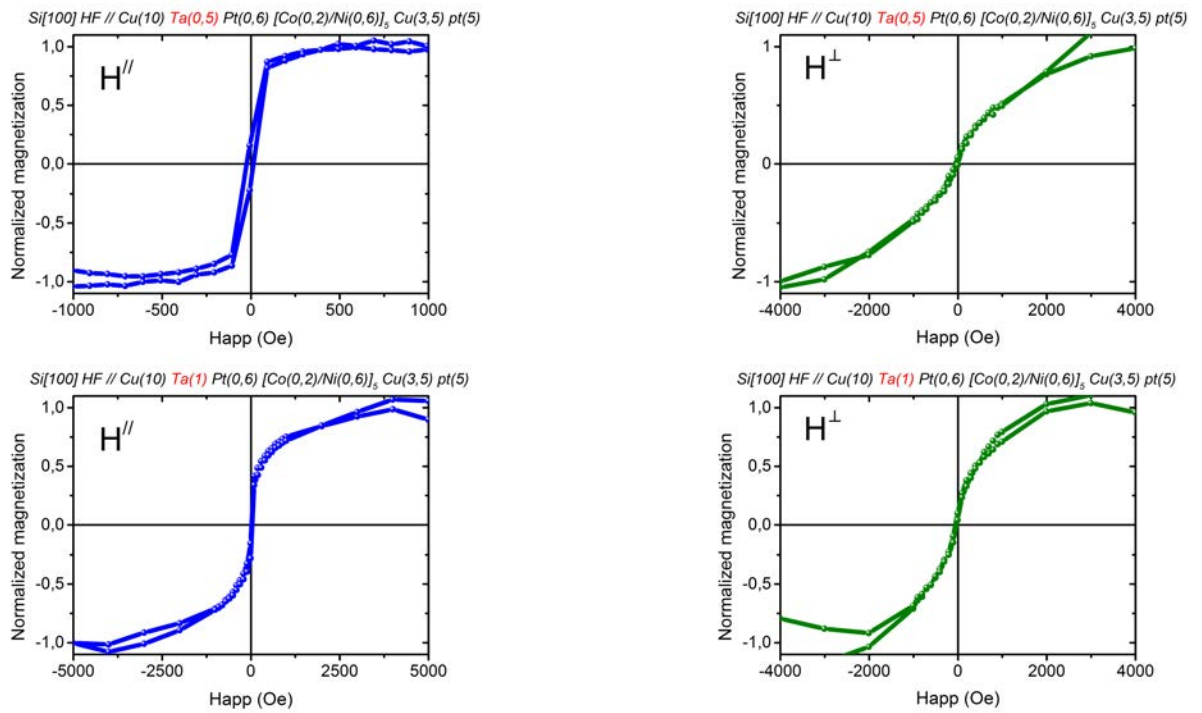 Si[100] HF // Cu(10) Ta(0,5) Pt(0,6) [Co(0,2)/Ni(0,6)]5 Cu(3,5) pt(5)
H//
1,0
0,5
0,0
-0,5
-1,0
Normalized magnetization
-1000 -500 0 500 1000
Happ (Oe)
Si[100] HF // Cu(10) Ta(0,5) Pt(0,6) [Co(0,2)/Ni(0,6)]5 Cu(3,5) pt(5)
H⊥
1
0
-1
Normalized magnetization
-4000 -2000 0 2000 4000
Happ (Oe)
Si[100] HF // Cu(10) Ta(1) Pt(0,6) [Co(0,2)/Ni(0,6)]5 Cu(3,5) pt(5)
H//
1,0
0,5
0,0
-0,5
-1,0
Normalized magnetization
-5000 -2500 0 2500 5000
Happ (Oe)
Si[100] HF // Cu(10) Ta(1) Pt(0,6) [Co(0,2)/Ni(0,6)]5 Cu(3,5) pt(5)
H⊥
1,0
0,5
0,0
-0,5
-1,0
Normalized magnetization
-4000 -2000 0 2000 4000
Happ (Oe)